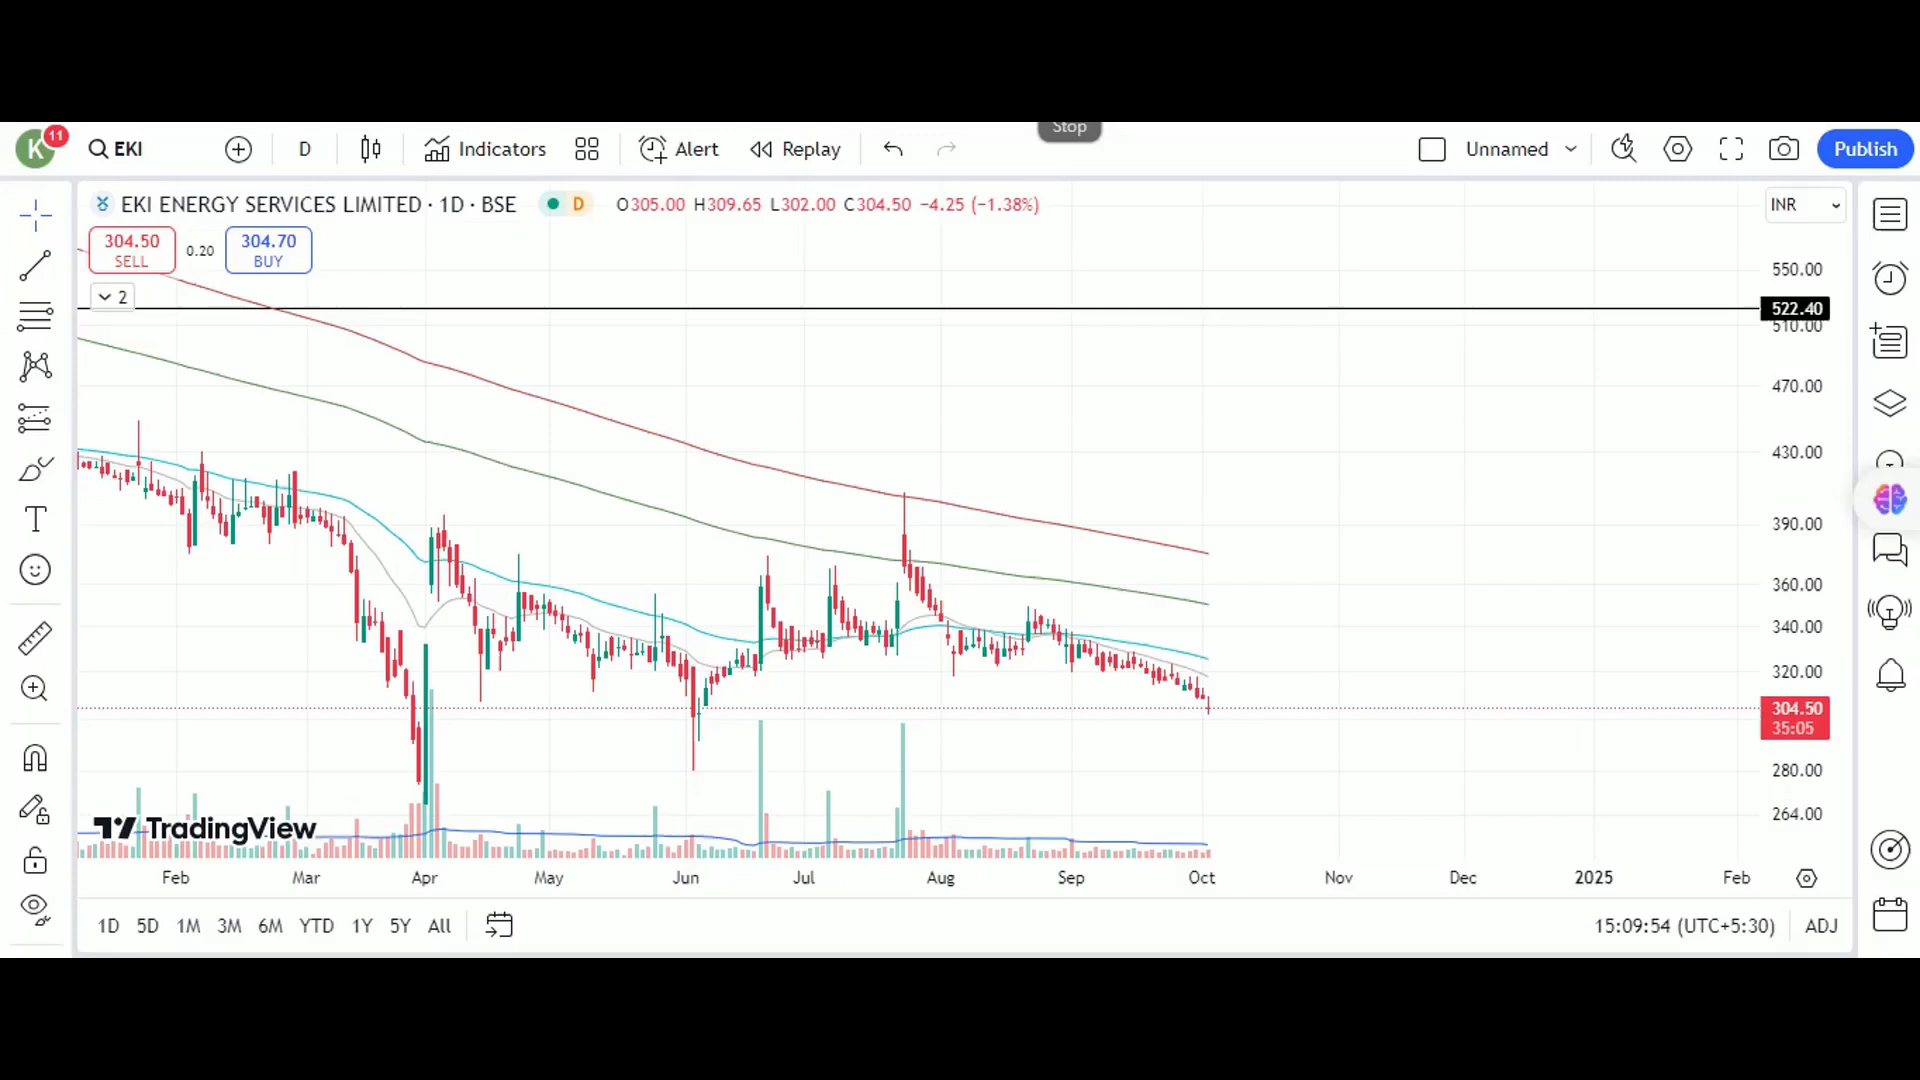 Stop
K
11
EKI
D
Indicators
Alert
Replay
Unnamed
Publish
EKI ENERGY SERVICES LIMITED · 1D · BSE
D
O305.00 H309.65 L302.00 C304.50 −4.25 (−1.38%)
INR
304.50
SELL
0.20
304.70
BUY
2
550.00
522.40
510.00
470.00
430.00
390.00
360.00
340.00
320.00
304.50
35:05
280.00
264.00
TradingView
Feb Mar Apr May Jun Jul Aug Sep Oct Nov Dec 2025 Feb
1D 5D 1M 3M 6M YTD 1Y 5Y All
15:09:54 (UTC+5:30)
ADJ